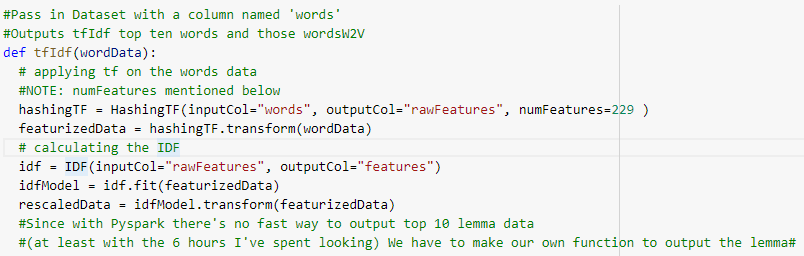 #Pass in Dataset with a column named 'words'
#Outputs tfIdf top ten words and those wordsW2V
def tfIdf(wordData):
  # applying tf on the words data
  #NOTE: numFeatures mentioned below
  hashingTF = HashingTF(inputCol="words", outputCol="rawFeatures", numFeatures=229 )
  featurizedData = hashingTF.transform(wordData)
  # calculating the IDF
  idf = IDF(inputCol="rawFeatures", outputCol="features")
  idfModel = idf.fit(featurizedData)
  rescaledData = idfModel.transform(featurizedData)
  #Since with Pyspark there's no fast way to output top 10 lemma data
  #(at least with the 6 hours I've spent looking) We have to make our own function to output the lemma#